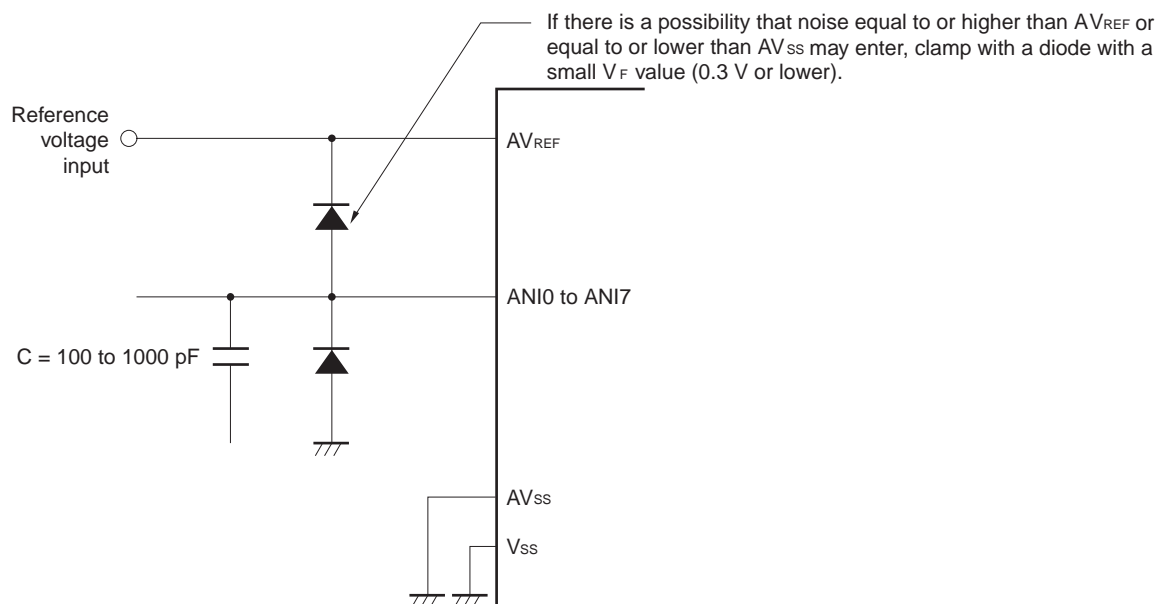 If there is a possibility that noise equal to or higher than AVREF or
equal to or lower than AVSS may enter, clamp with a diode with a
small VF value (0.3 V or lower).
Reference
voltage
input
AVREF
ANI0 to ANI7
C = 100 to 1000 pF
AVSS
VSS